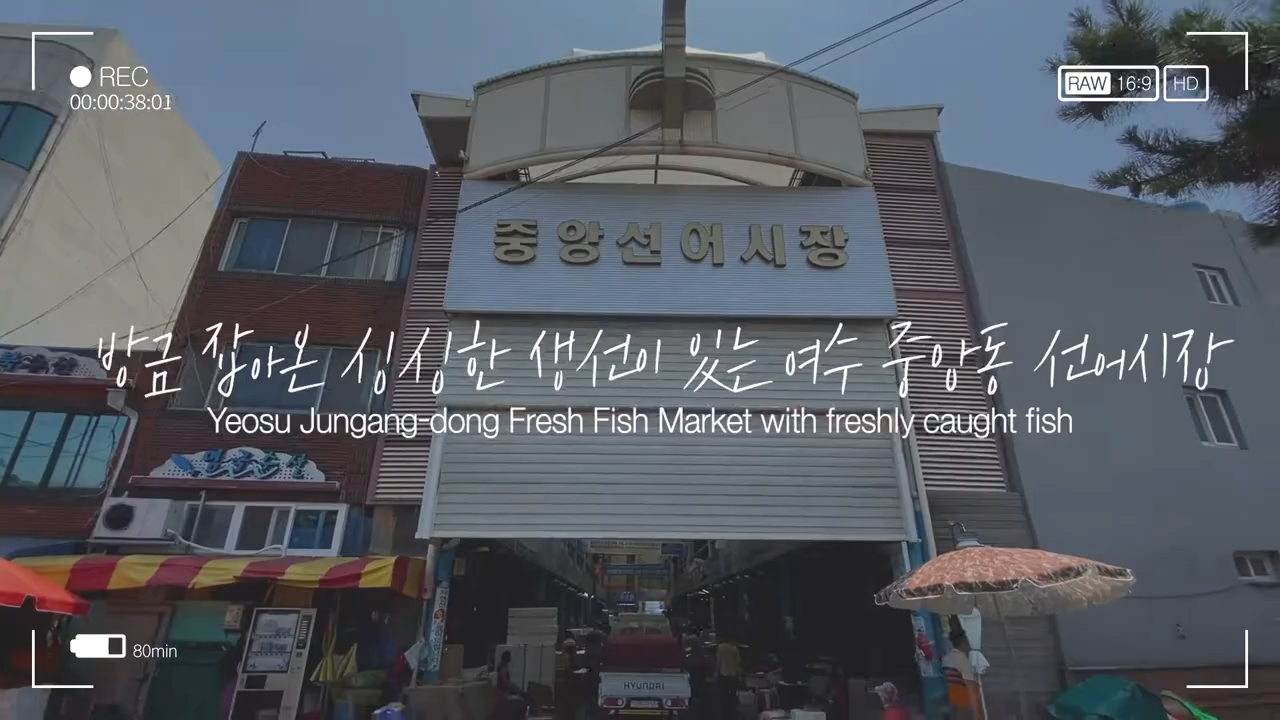 REC
00:00:38:01
RAW 16:9 HD
중앙선어시장
방금 잡아온 싱싱한 생선이 있는 여수 중앙동 선어시장
Yeosu Jungang-dong Fresh Fish Market with freshly caught fish
HYUNDAI
80min